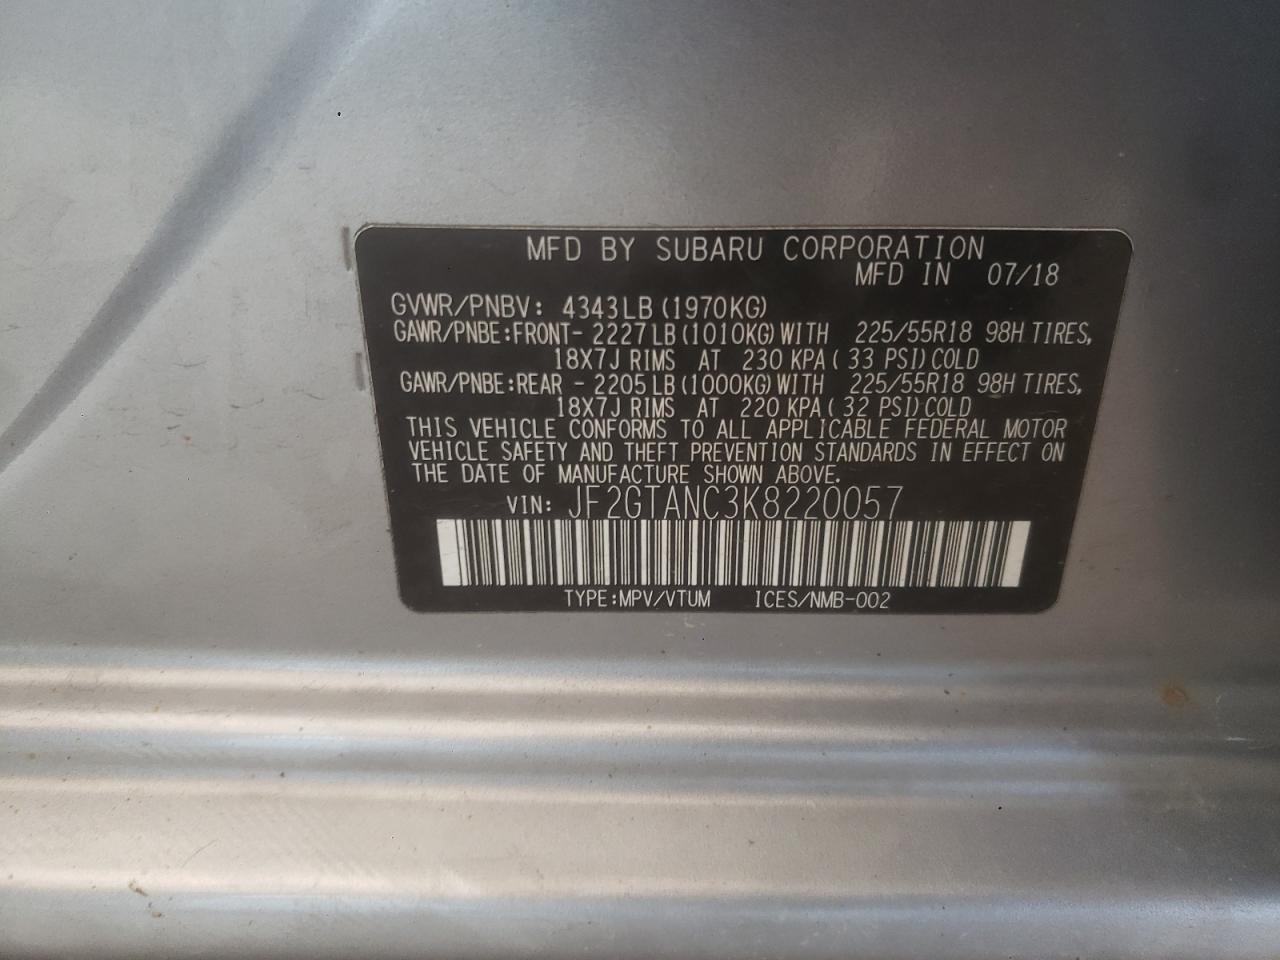 MFD BY SUBARU CORPORATION
MFD IN 07/18
GVWR/PNBV: 4343LB (1970KG)
GAWR/PNBE:FRONT- 2227LB (1010KG) WITH 225/55R18 98H TIRES,
18X7J RIMS AT 230 KPA ( 33 PSI) COLD
GAWR/PNBE:REAR - 2205LB (1000KG) WITH 225/55R18 98H TIRES,
18X7J RIMS AT 220 KPA ( 32 PSI) COLD
THIS VEHICLE CONFORMS TO ALL APPLICABLE FEDERAL MOTOR
VEHICLE SAFETY AND THEFT PREVENTION STANDARDS IN EFFECT ON
THE DATE OF MANUFACTURE SHOWN ABOVE.
VIN: JF2GTANC3K8220057
TYPE:MPV/VTUM ICES/NMB-002